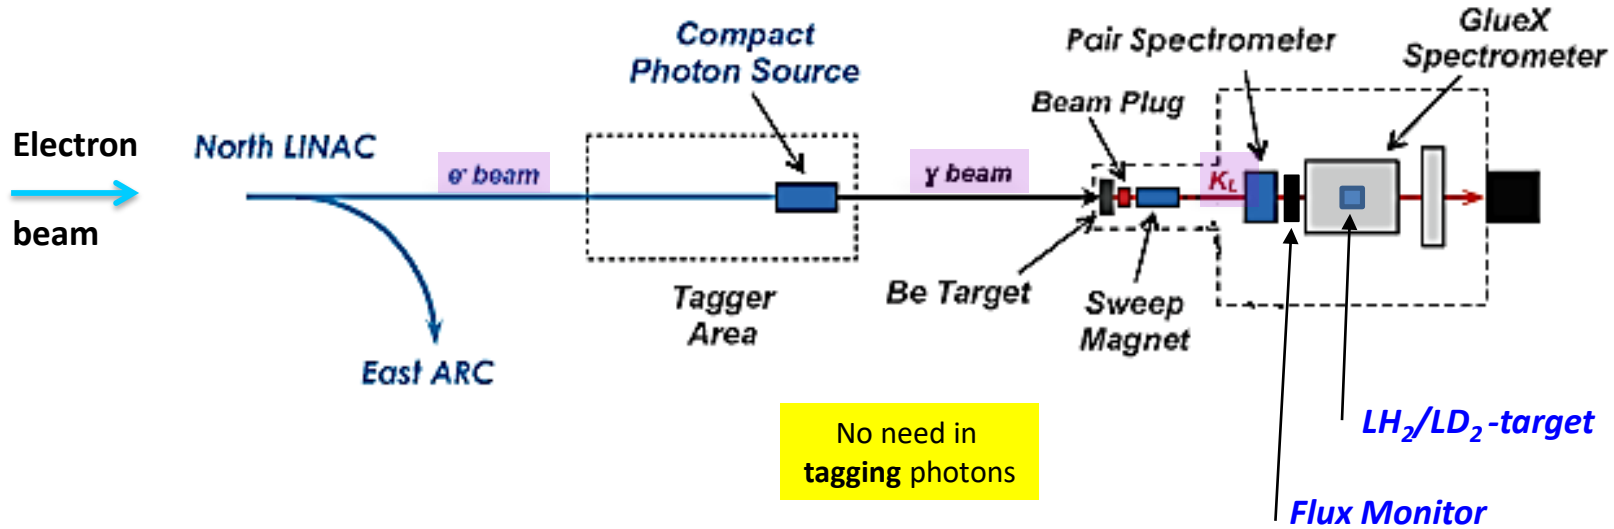 Compact
Photon Source
Pair Spectrometer
GlueX
Spectrometer
Beam Plug
Electron
beam
North LINAC
e⁻ beam
γ beam
K_L
Tagger
Area
Be Target
Sweep
Magnet
East ARC
No need in
tagging photons
LH₂/LD₂ -target
Flux Monitor